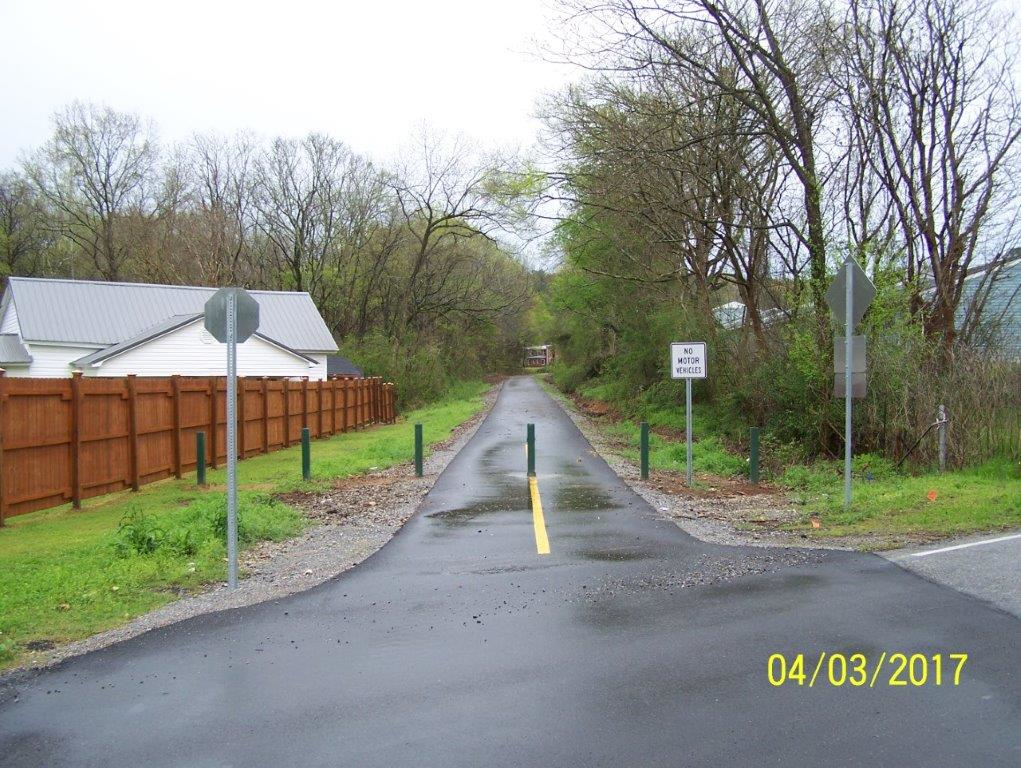 NO
MOTOR
VEHICLES
04/03/2017